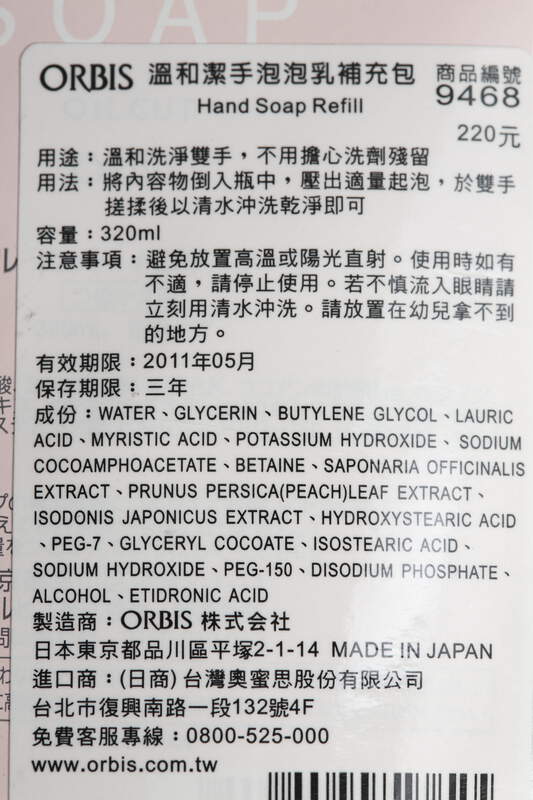 SOAP
ORBIS 溫和潔手泡泡乳補充包 商品編號
Hand Soap Refill 9468
220元
用途：溫和洗淨雙手，不用擔心洗劑殘留
用法：將內容物倒入瓶中，壓出適量起泡，於雙手
搓揉後以清水沖洗乾淨即可
容量：320ml
注意事項：避免放置高溫或陽光直射。使用時如有
不適，請停止使用。若不慎流入眼睛請
立刻用清水沖洗。請放置在幼兒拿不到
的地方。
有效期限：2011年05月
保存期限：三年
成份：WATER、GLYCERIN、BUTYLENE GLYCOL、LAURIC
ACID、MYRISTIC ACID、POTASSIUM HYDROXIDE、SODIUM
COCOAMPHOACETATE、BETAINE、SAPONARIA OFFICINALIS
EXTRACT、PRUNUS PERSICA(PEACH)LEAF EXTRACT、
ISODONIS JAPONICUS EXTRACT、HYDROXYSTEARIC ACID
、PEG-7、GLYCERYL COCOATE、ISOSTEARIC ACID、
SODIUM HYDROXIDE、PEG-150、DISODIUM PHOSPHATE、
ALCOHOL、ETIDRONIC ACID
製造商：ORBIS 株式会社
日本東京都品川區平塚2-1-14 MADE IN JAPAN
進口商：(日商) 台灣奧蜜思股份有限公司
台北市復興南路一段132號4F
免費客服專線：0800-525-000
www.orbis.com.tw